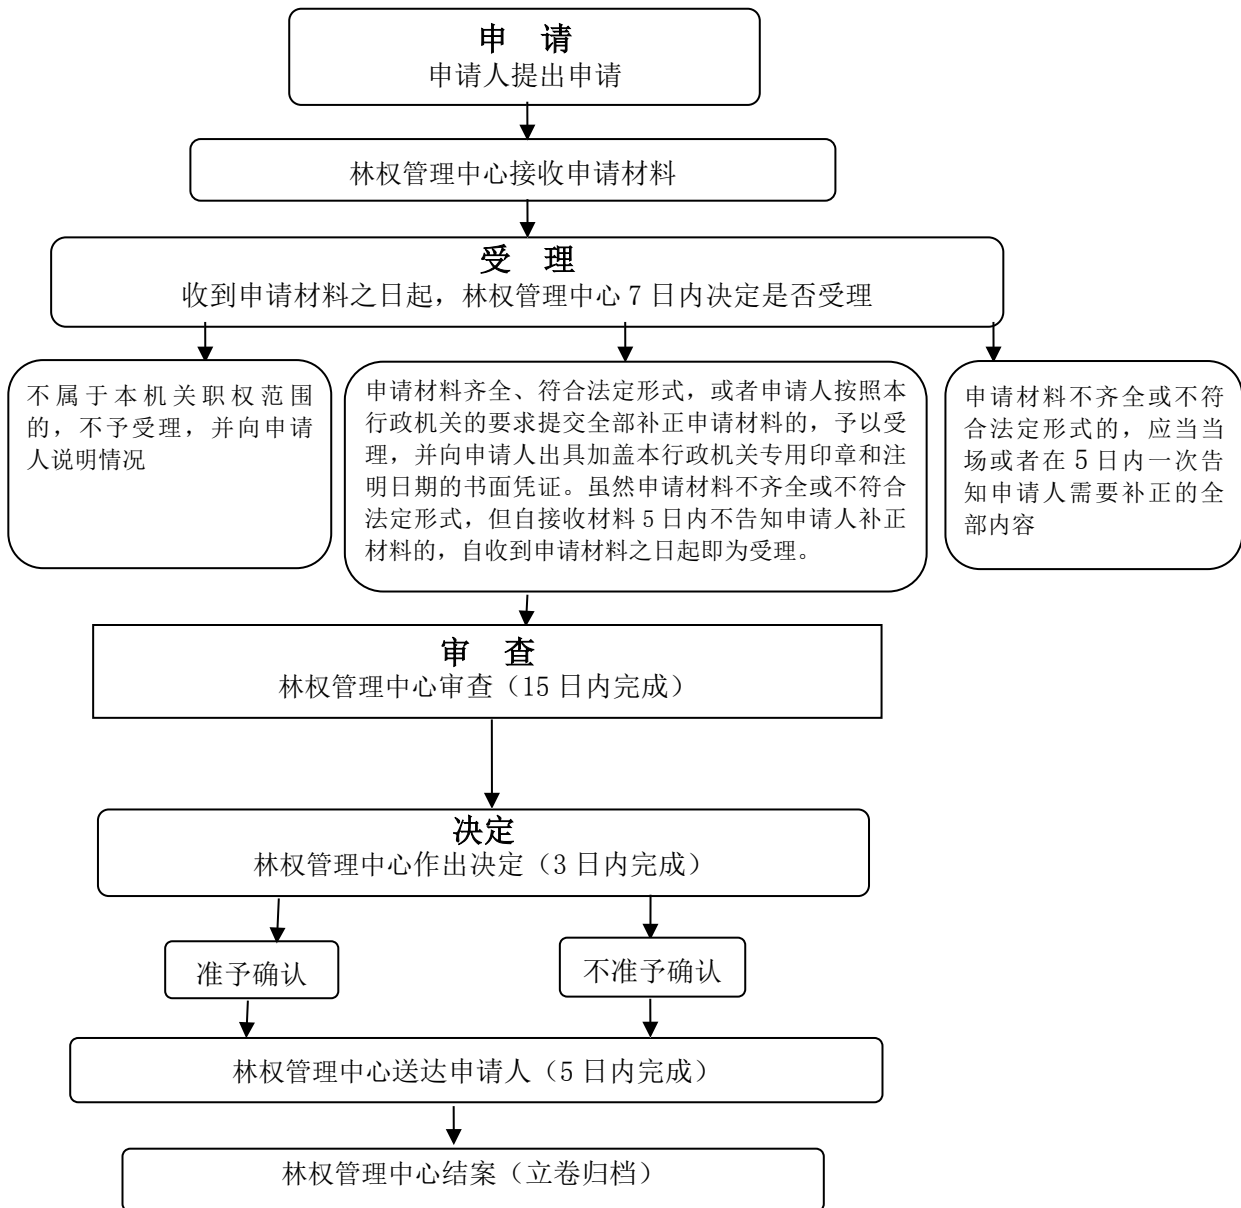 申 请
申请人提出申请
林权管理中心接收申请材料
受 理
收到申请材料之日起，林权管理中心 7 日内决定是否受理
不属于本机关职权范围
的，不予受理，并向申请
人说明情况
申请材料齐全、符合法定形式，或者申请人按照本
行政机关的要求提交全部补正申请材料的，予以受
理，并向申请人出具加盖本行政机关专用印章和注
明日期的书面凭证。虽然申请材料不齐全或不符合
法定形式，但自接收材料 5 日内不告知申请人补正
材料的，自收到申请材料之日起即为受理。
申请材料不齐全或不符
合法定形式的，应当当
场或者在 5 日内一次告
知申请人需要补正的全
部内容
审 查
林权管理中心审查（15 日内完成）
决定
林权管理中心作出决定（3 日内完成）
准予确认
不准予确认
林权管理中心送达申请人（5 日内完成）
林权管理中心结案（立卷归档）